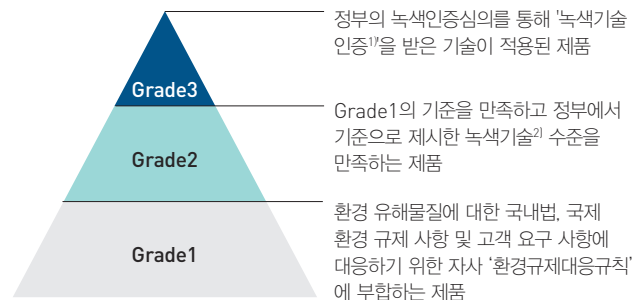 정부의 녹색인증심의를 통해 '녹색기술
인증¹⁾'을 받은 기술이 적용된 제품
Grade3
Grade1의 기준을 만족하고 정부에서
기준으로 제시한 녹색기술²⁾ 수준을
만족하는 제품
Grade2
환경 유해물질에 대한 국내법, 국제
환경 규제 사항 및 고객 요구 사항에
대응하기 위한 자사 ‘환경규제대응규칙’
에 부합하는 제품
Grade1